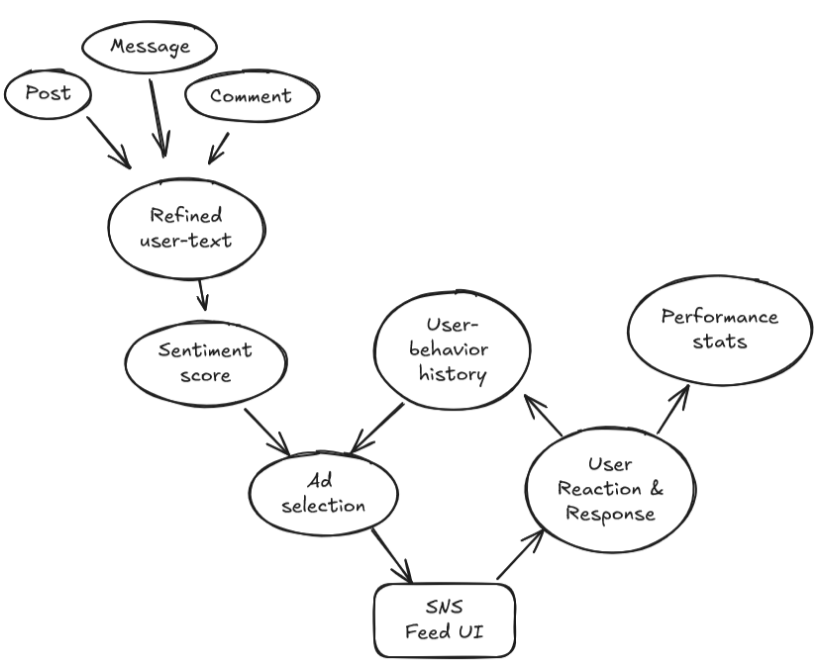 Message
Post
Comment
Refined
user-text
Sentiment
score
User-
behavior
history
Performance
stats
Ad
selection
User
Reaction &
Response
SNS
Feed UI